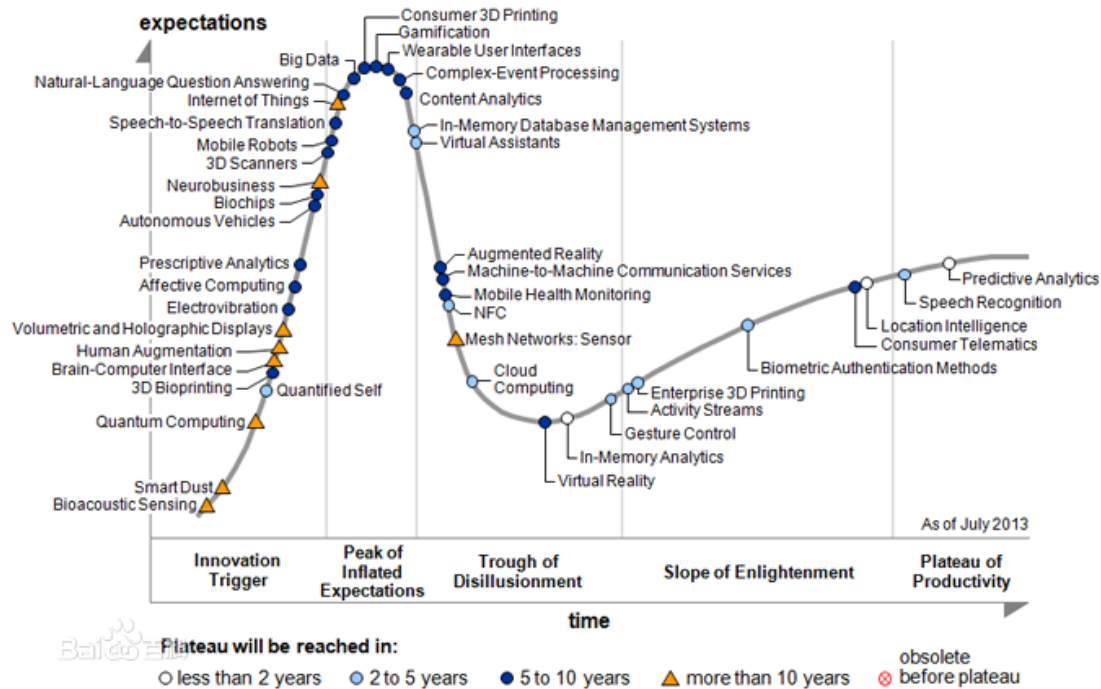 expectations
Consumer 3D Printing
Gamification
Wearable User Interfaces
Big Data
Complex-Event Processing
Natural-Language Question Answering
Internet of Things
Content Analytics
Speech-to-Speech Translation
In-Memory Database Management Systems
Mobile Robots
Virtual Assistants
3D Scanners
Neurobusiness
Biochips
Autonomous Vehicles
Augmented Reality
Prescriptive Analytics
Machine-to-Machine Communication Services
Affective Computing
Mobile Health Monitoring
Electrovibration
NFC
Volumetric and Holographic Displays
Mesh Networks: Sensor
Human Augmentation
Brain-Computer Interface
3D Bioprinting
Quantified Self
Cloud
Computing
Quantum Computing
Smart Dust
Bioacoustic Sensing
Predictive Analytics
Speech Recognition
Location Intelligence
Consumer Telematics
Biometric Authentication Methods
Enterprise 3D Printing
Activity Streams
Gesture Control
In-Memory Analytics
Virtual Reality
As of July 2013
Innovation
Trigger
Peak of
Inflated
Expectations
Trough of
Disillusionment
Slope of Enlightenment
Plateau of
Productivity
time
Bai百科
Plateau will be reached in:
less than 2 years
2 to 5 years
5 to 10 years
more than 10 years
obsolete
before plateau